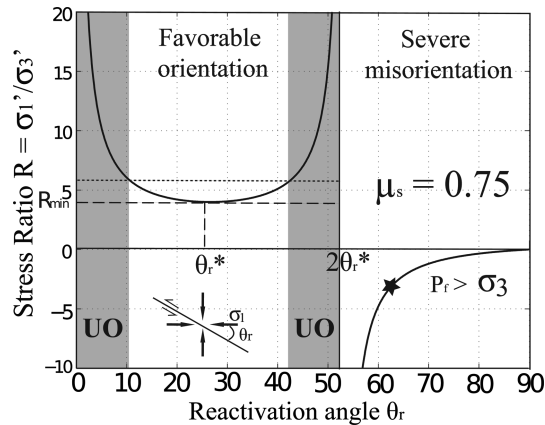 Stress Ratio R = σ1'/σ3'
20
15
10
5
Rmin
0
−5
−10
Favorable
orientation
Severe
misorientation
μs = 0.75
θr*
2θr*
Pf > σ3
σ1
θr
UO
UO
0 10 20 30 40 50 60 70 80 90
Reactivation angle θr